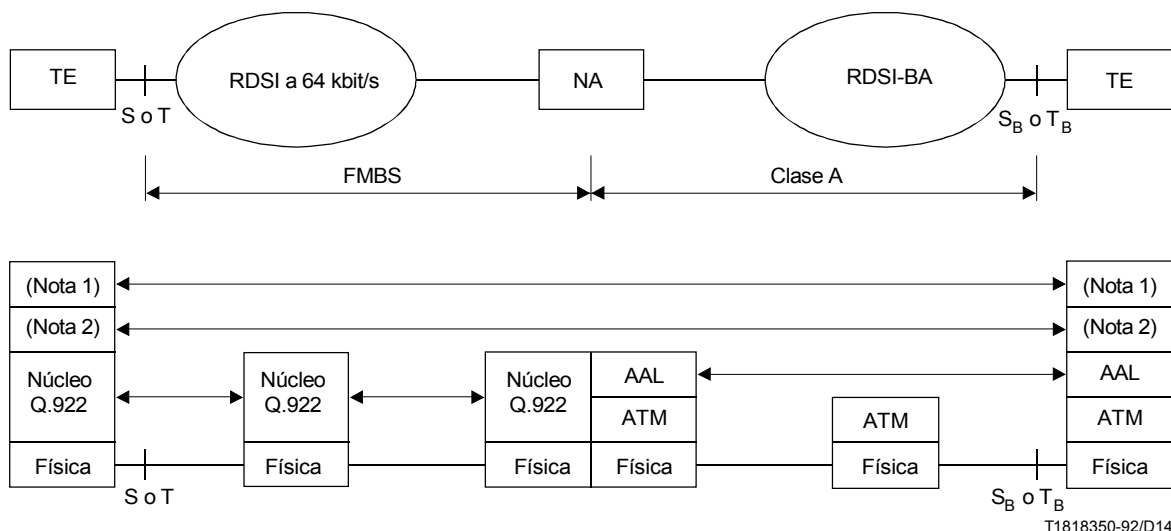 TE
RDSI a 64 kbit/s
NA
RDSI-BA
TE
S o T
S_B o T_B
FMBS
Clase A
(Nota 1)
(Nota 1)
(Nota 2)
(Nota 2)
Núcleo
Q.922
Núcleo
Q.922
Núcleo
Q.922
AAL
AAL
ATM
ATM
ATM
Física
Física
Física
Física
Física
Física
S o T
S_B o T_B
T1818350-92/D14